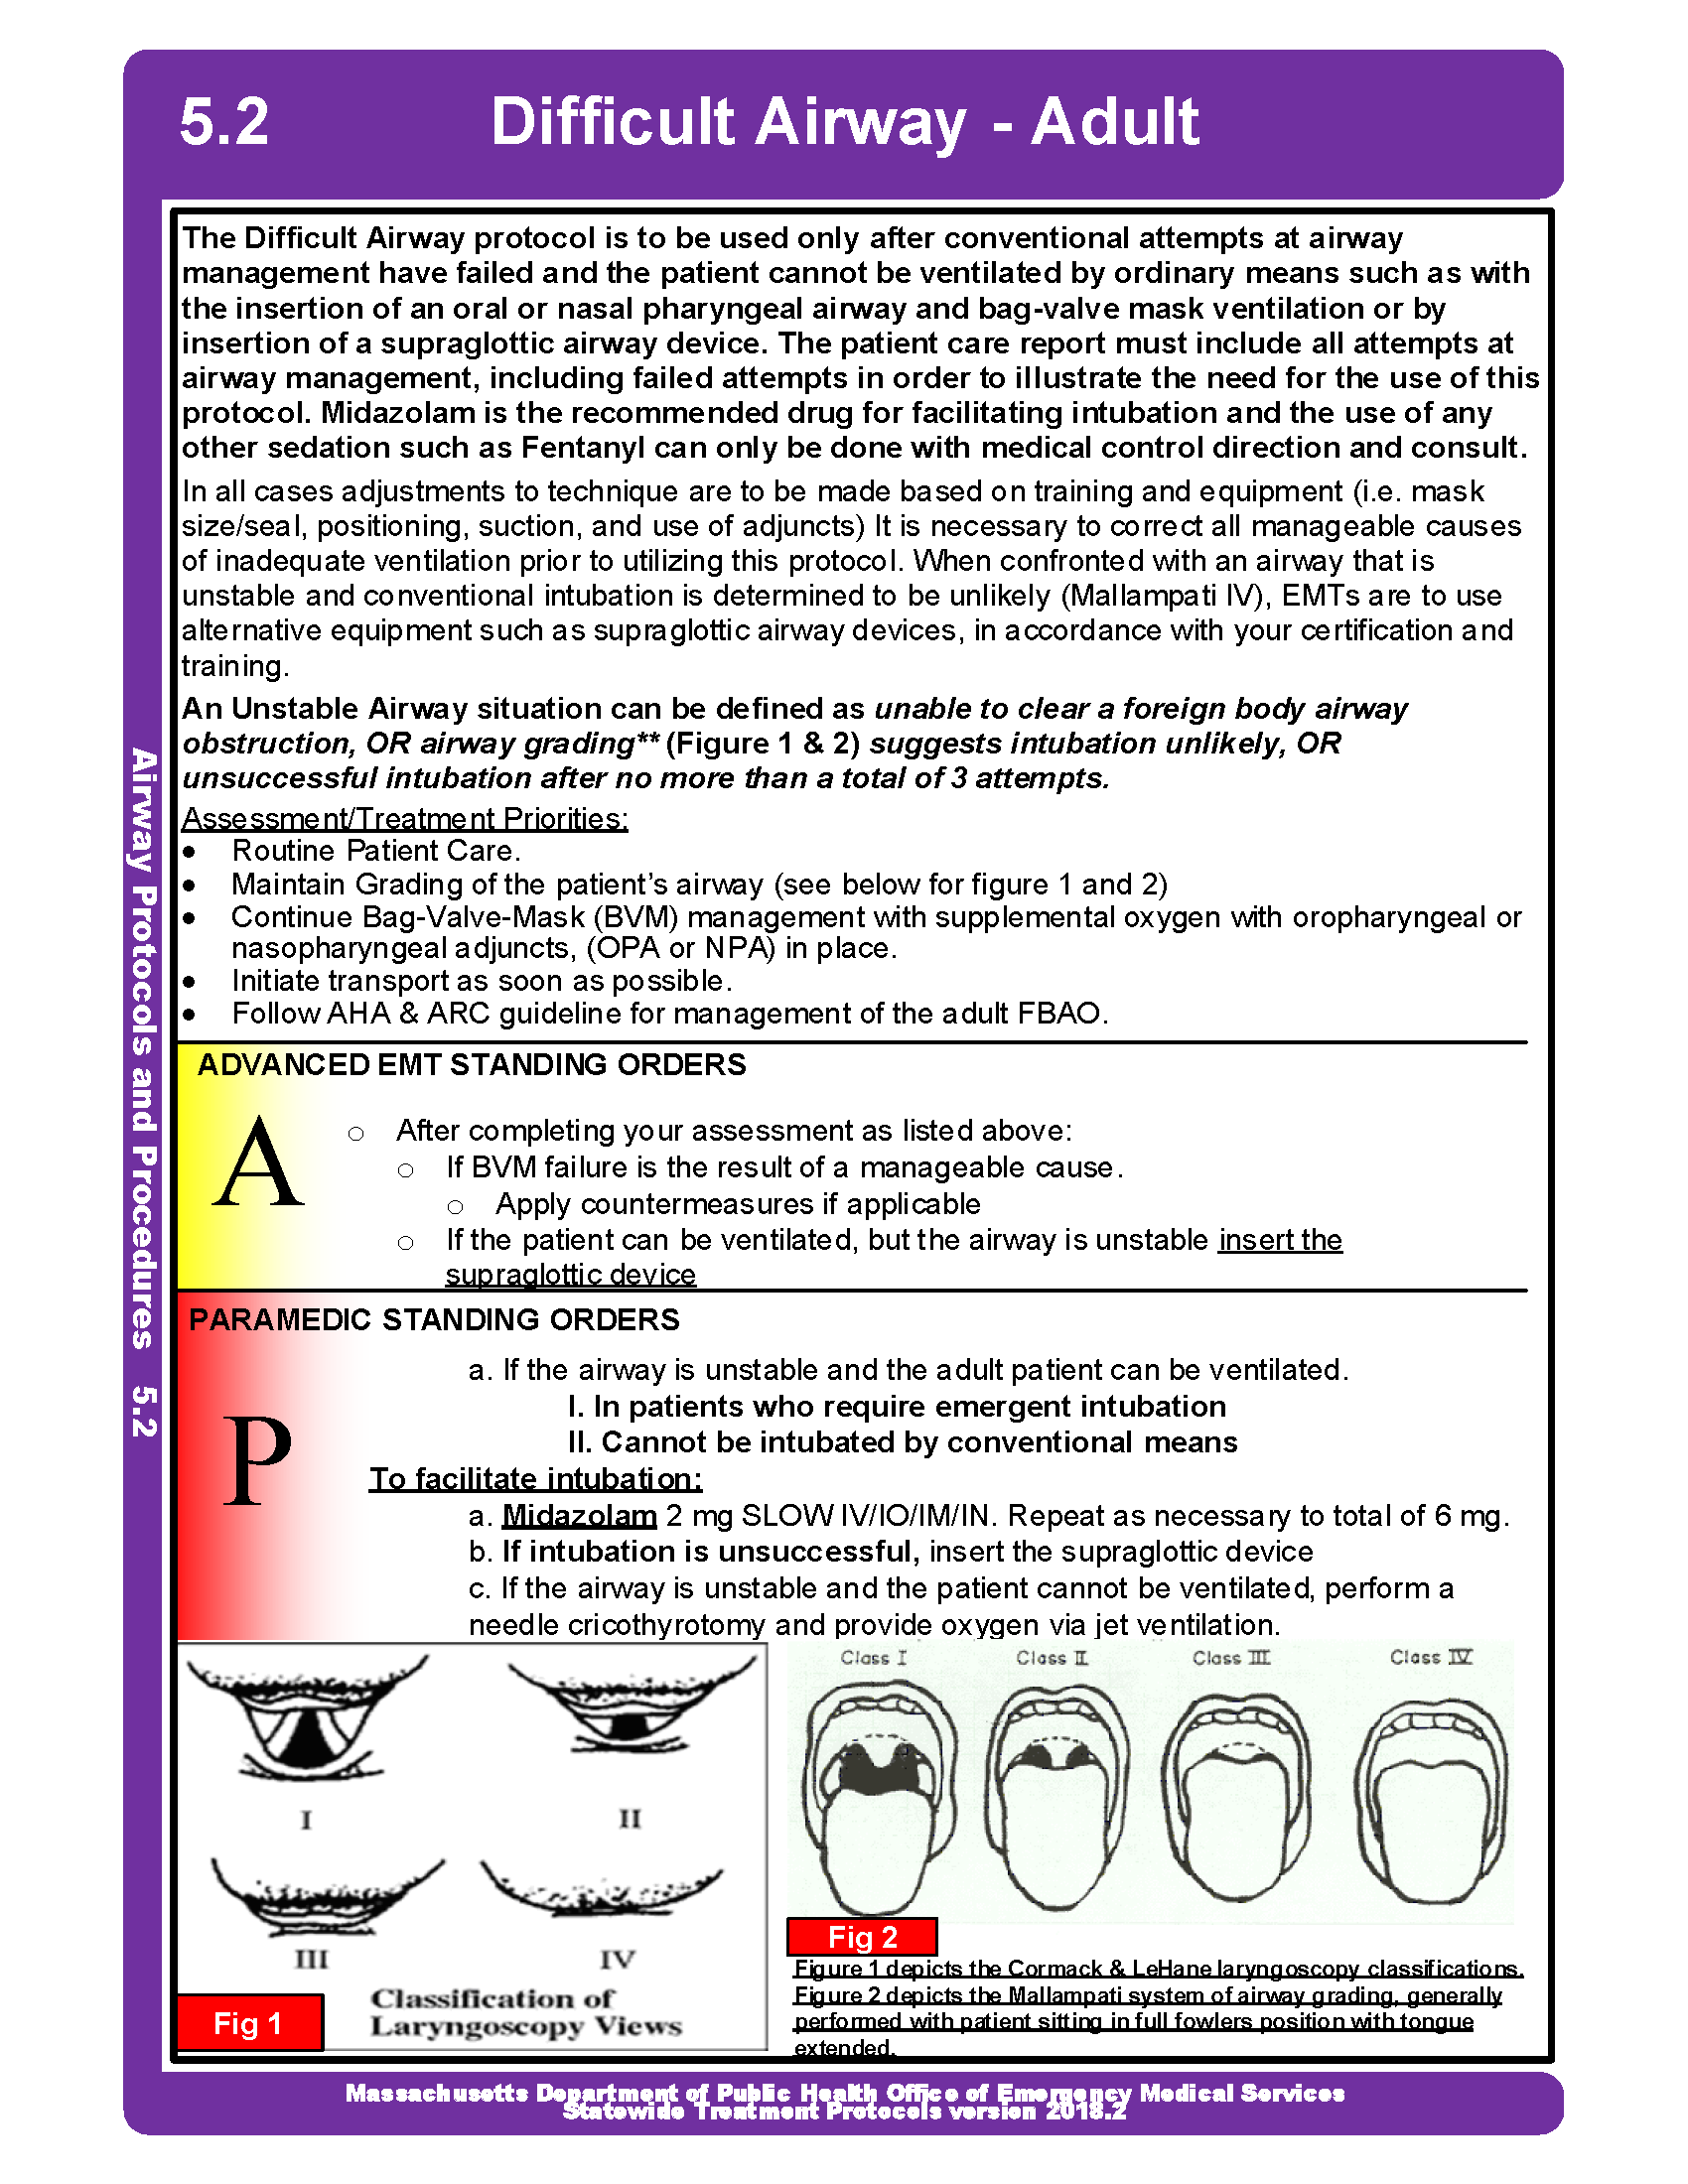 5.2 Difficult Airway - Adult
The Difficult Airway protocol is to be used only after conventional attempts at airway
management have failed and the patient cannot be ventilated by ordinary means such as with
the insertion of an oral or nasal pharyngeal airway and bag-valve mask ventilation or by
insertion of a supraglottic airway device. The patient care report must include all attempts at
airway management, including failed attempts in order to illustrate the need for the use of this
protocol. Midazolam is the recommended drug for facilitating intubation and the use of any
other sedation such as Fentanyl can only be done with medical control direction and consult.
In all cases adjustments to technique are to be made based on training and equipment (i.e. mask
size/seal, positioning, suction, and use of adjuncts) It is necessary to correct all manageable causes
of inadequate ventilation prior to utilizing this protocol. When confronted with an airway that is
unstable and conventional intubation is determined to be unlikely (Mallampati IV), EMTs are to use
alternative equipment such as supraglottic airway devices, in accordance with your certification and
training.
An Unstable Airway situation can be defined as unable to clear a foreign body airway
obstruction, OR airway grading** (Figure 1 & 2) suggests intubation unlikely, OR
unsuccessful intubation after no more than a total of 3 attempts.
Assessment/Treatment Priorities:
• Routine Patient Care.
• Maintain Grading of the patient's airway (see below for figure 1 and 2)
• Continue Bag-Valve-Mask (BVM) management with supplemental oxygen with oropharyngeal or
nasopharyngeal adjuncts, (OPA or NPA) in place.
• Initiate transport as soon as possible.
• Follow AHA & ARC guideline for management of the adult FBAO.
ADVANCED EMT STANDING ORDERS
A
o After completing your assessment as listed above:
o If BVM failure is the result of a manageable cause.
o Apply countermeasures if applicable
o If the patient can be ventilated, but the airway is unstable insert the
supraglottic device
PARAMEDIC STANDING ORDERS
P
a. If the airway is unstable and the adult patient can be ventilated.
I. In patients who require emergent intubation
II. Cannot be intubated by conventional means
To facilitate intubation:
a. Midazolam 2 mg SLOW IV/IO/IM/IN. Repeat as necessary to total of 6 mg.
b. If intubation is unsuccessful, insert the supraglottic device
c. If the airway is unstable and the patient cannot be ventilated, perform a
needle cricothyrotomy and provide oxygen via jet ventilation.
I II
III IV
Classification of
Laryngoscopy Views
Fig 1
Class I Class II Class III Class IV
Fig 2
Figure 1 depicts the Cormack & LeHane laryngoscopy classifications.
Figure 2 depicts the Mallampati system of airway grading, generally
performed with patient sitting in full fowlers position with tongue
extended.
Airway Protocols and Procedures 5.2
Massachusetts Department of Public Health Office of Emergency Medical Services
Statewide Treatment Protocols version 2018.2